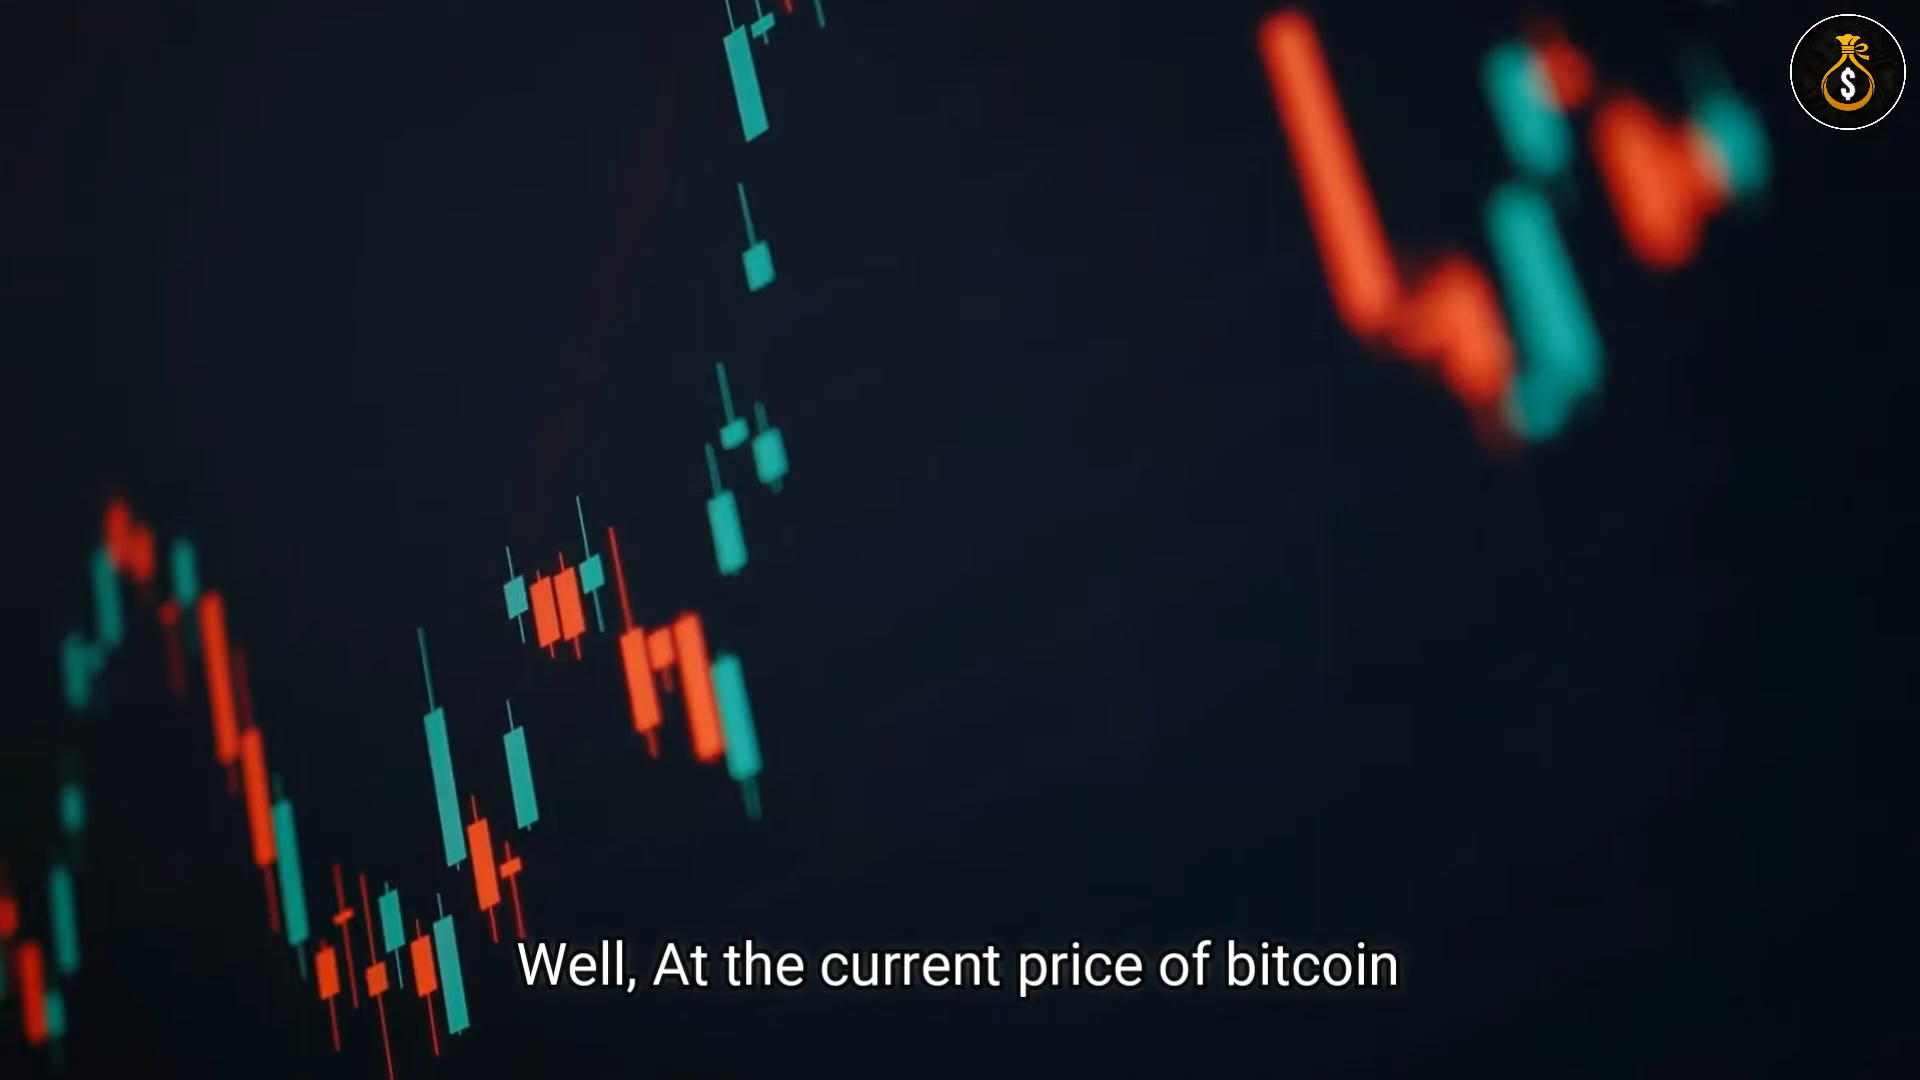 $
Well, At the current price of bitcoin